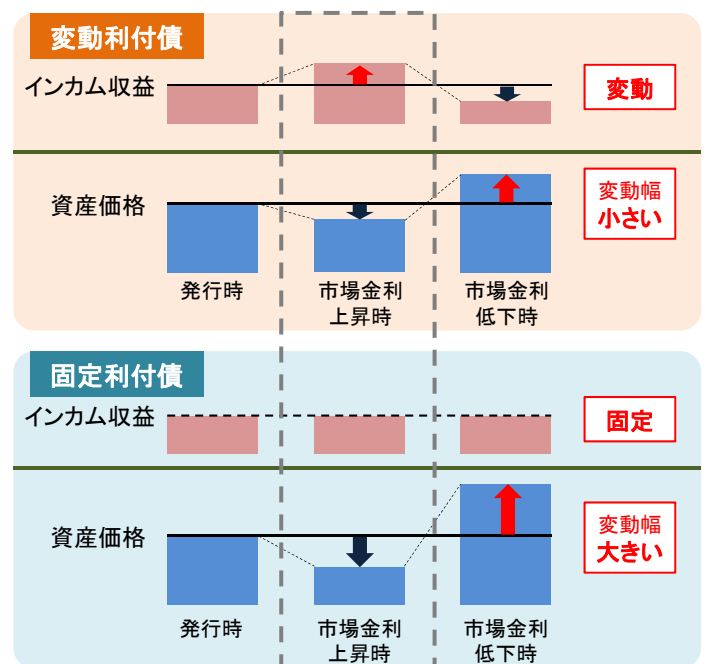 変動利付債
インカム収益
変動
資産価格
変動幅
小さい
発行時
市場金利
上昇時
市場金利
低下時
固定利付債
インカム収益
固定
資産価格
変動幅
大きい
発行時
市場金利
上昇時
市場金利
低下時